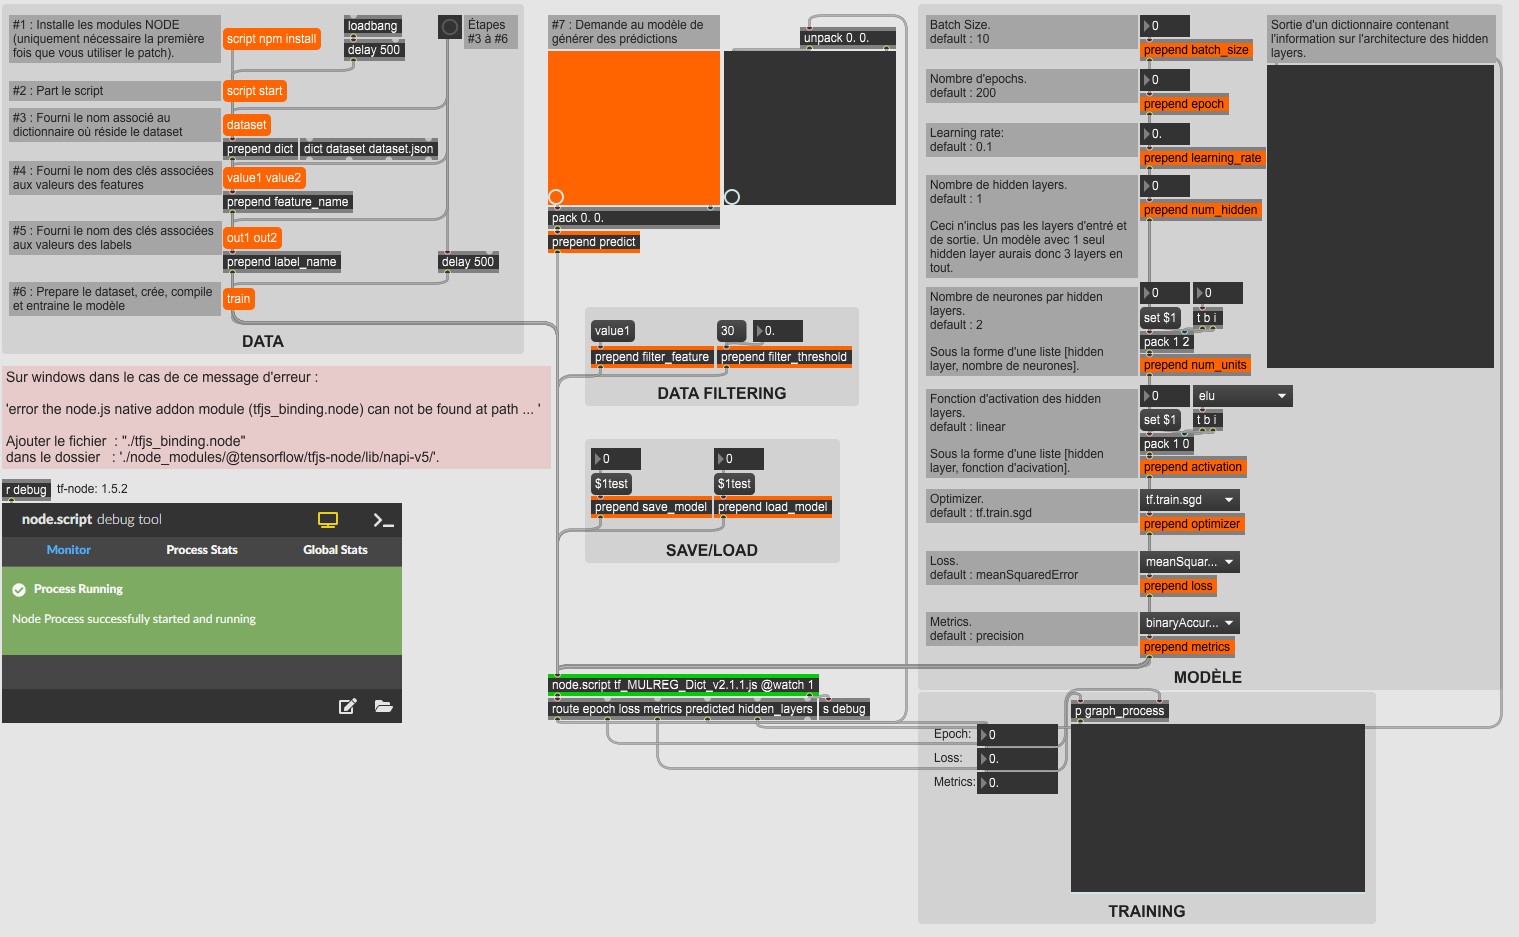 #1 : Installe les modules NODE
(uniquement nécessaire la première
fois que vous utiliser le patch).
script npm install
loadbang
delay 500
Étapes
#3 à #6
#2 : Part le script
script start
#3 : Fourni le nom associé au
dictionnaire où réside le dataset
dataset
prepend dict
dict dataset dataset.json
#4 : Fourni le nom des clés associées
aux valeurs des features
value1 value2
prepend feature_name
#5 : Fourni le nom des clés associées
aux valeurs des labels
out1 out2
prepend label_name
delay 500
#6 : Prepare le dataset, crée, compile
et entraine le modèle
train
DATA
Sur windows dans le cas de ce message d'erreur :
'error the node.js native addon module (tfjs_binding.node) can not be found at path ... '
Ajouter le fichier : "./tfjs_binding.node"
dans le dossier : './node_modules/@tensorflow/tfjs-node/lib/napi-v5/'.
r debug
tf-node: 1.5.2
node.script debug tool
Monitor
Process Stats
Global Stats
Process Running
Node Process successfully started and running
#7 : Demande au modèle de
générer des prédictions
unpack 0. 0.
pack 0. 0.
prepend predict
value1
30
0.
prepend filter_feature
prepend filter_threshold
DATA FILTERING
0
0
$1test
$1test
prepend save_model
prepend load_model
SAVE/LOAD
node.script tf_MULREG_Dict_v2.1.1.js @watch 1
route epoch loss metrics predicted hidden_layers
s debug
Batch Size.
default : 10
0
prepend batch_size
Nombre d'epochs.
default : 200
0
prepend epoch
Learning rate:
default : 0.1
0.
prepend learning_rate
Nombre de hidden layers.
default : 1
Ceci n'inclus pas les layers d'entré et
de sortie. Un modèle avec 1 seul
hidden layer aurais donc 3 layers en
tout.
0
prepend num_hidden
Nombre de neurones par hidden
layers.
default : 2
Sous la forme d'une liste [hidden
layer, nombre de neurones].
0
0
set $1
t b i
pack 1 2
prepend num_units
Fonction d'activation des hidden
layers.
default : linear
Sous la forme d'une liste [hidden
layer, fonction d'acivation].
0
elu
set $1
t b i
pack 1 0
prepend activation
Optimizer.
default : tf.train.sgd
tf.train.sgd
prepend optimizer
Loss.
default : meanSquaredError
meanSquar...
prepend loss
Metrics.
default : precision
binaryAccur...
prepend metrics
MODÈLE
Sortie d'un dictionnaire contenant
l'information sur l'architecture des hidden
layers.
p graph_process
Epoch:
0
Loss:
0.
Metrics:
0.
TRAINING